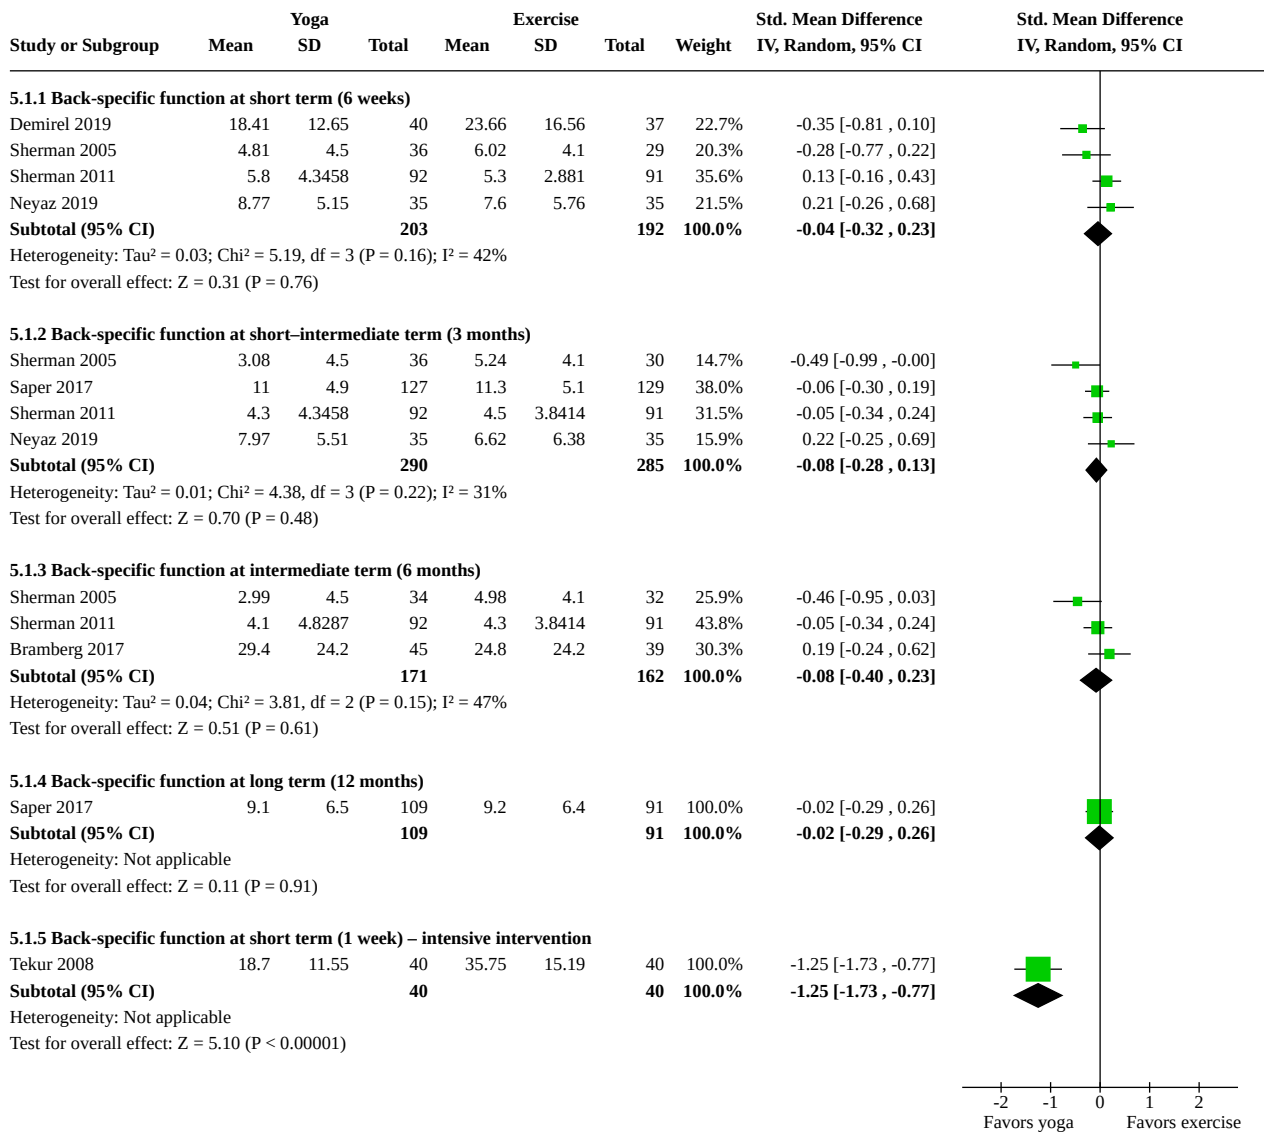 Yoga Exercise Std. Mean Difference Std. Mean Difference
Study or Subgroup Mean SD Total Mean SD Total Weight IV, Random, 95% CI IV, Random, 95% CI
5.1.1 Back-specific function at short term (6 weeks)
Demirel 2019 18.41 12.65 40 23.66 16.56 37 22.7% -0.35 [-0.81 , 0.10]
Sherman 2005 4.81 4.5 36 6.02 4.1 29 20.3% -0.28 [-0.77 , 0.22]
Sherman 2011 5.8 4.3458 92 5.3 2.881 91 35.6% 0.13 [-0.16 , 0.43]
Neyaz 2019 8.77 5.15 35 7.6 5.76 35 21.5% 0.21 [-0.26 , 0.68]
Subtotal (95% CI) 203 192 100.0% -0.04 [-0.32 , 0.23]
Heterogeneity: Tau² = 0.03; Chi² = 5.19, df = 3 (P = 0.16); I² = 42%
Test for overall effect: Z = 0.31 (P = 0.76)
5.1.2 Back-specific function at short–intermediate term (3 months)
Sherman 2005 3.08 4.5 36 5.24 4.1 30 14.7% -0.49 [-0.99 , -0.00]
Saper 2017 11 4.9 127 11.3 5.1 129 38.0% -0.06 [-0.30 , 0.19]
Sherman 2011 4.3 4.3458 92 4.5 3.8414 91 31.5% -0.05 [-0.34 , 0.24]
Neyaz 2019 7.97 5.51 35 6.62 6.38 35 15.9% 0.22 [-0.25 , 0.69]
Subtotal (95% CI) 290 285 100.0% -0.08 [-0.28 , 0.13]
Heterogeneity: Tau² = 0.01; Chi² = 4.38, df = 3 (P = 0.22); I² = 31%
Test for overall effect: Z = 0.70 (P = 0.48)
5.1.3 Back-specific function at intermediate term (6 months)
Sherman 2005 2.99 4.5 34 4.98 4.1 32 25.9% -0.46 [-0.95 , 0.03]
Sherman 2011 4.1 4.8287 92 4.3 3.8414 91 43.8% -0.05 [-0.34 , 0.24]
Bramberg 2017 29.4 24.2 45 24.8 24.2 39 30.3% 0.19 [-0.24 , 0.62]
Subtotal (95% CI) 171 162 100.0% -0.08 [-0.40 , 0.23]
Heterogeneity: Tau² = 0.04; Chi² = 3.81, df = 2 (P = 0.15); I² = 47%
Test for overall effect: Z = 0.51 (P = 0.61)
5.1.4 Back-specific function at long term (12 months)
Saper 2017 9.1 6.5 109 9.2 6.4 91 100.0% -0.02 [-0.29 , 0.26]
Subtotal (95% CI) 109 91 100.0% -0.02 [-0.29 , 0.26]
Heterogeneity: Not applicable
Test for overall effect: Z = 0.11 (P = 0.91)
5.1.5 Back-specific function at short term (1 week) – intensive intervention
Tekur 2008 18.7 11.55 40 35.75 15.19 40 100.0% -1.25 [-1.73 , -0.77]
Subtotal (95% CI) 40 40 100.0% -1.25 [-1.73 , -0.77]
Heterogeneity: Not applicable
Test for overall effect: Z = 5.10 (P < 0.00001)
-2 -1 0 1 2
Favors yoga Favors exercise